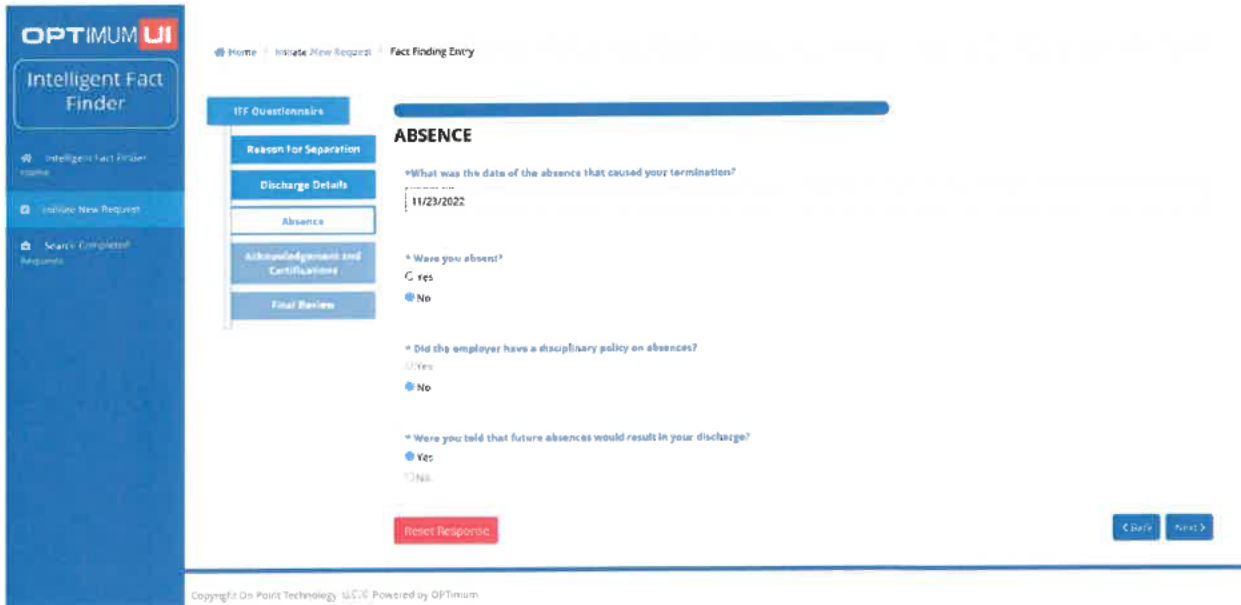 OPTIMUM UI
Intelligent Fact
Finder
Intelligent Fact Finder
Home
Initiate New Request
Search Completed
Requests
Home / Initiate New Request / Fact Finding Entry
IFF Questionnaire
Reason for Separation
Discharge Details
Absence
Acknowledgement and
Certifications
Final Review
ABSENCE
*What was the date of the absence that caused your termination?
11/23/2022
* Were you absent?
Yes
No
* Did the employer have a disciplinary policy on absences?
Yes
No
* Were you told that future absences would result in your discharge?
Yes
No
Reset Response
< Back
Next >
Copyright On Point Technology Powered by OPTimum